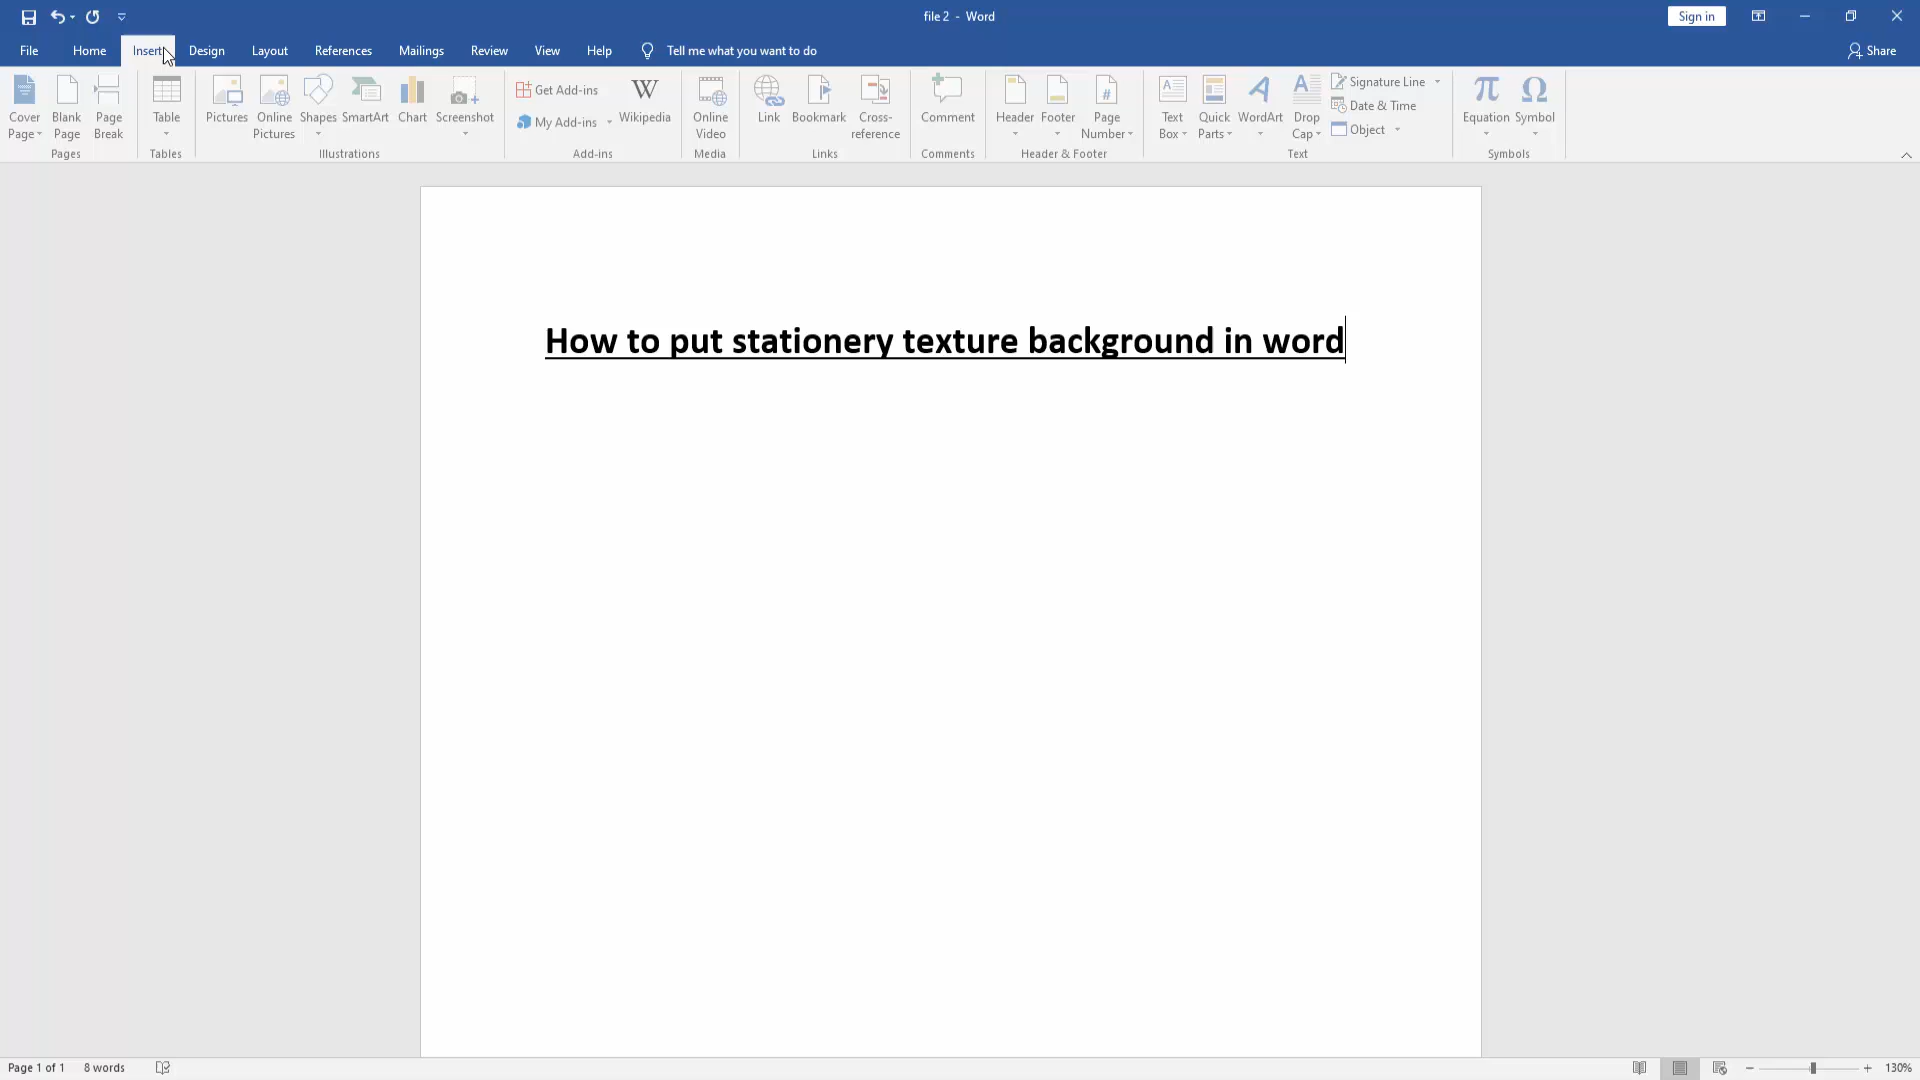 file 2 - Word
Sign in
File Home Insert Design Layout References Mailings Review View Help Tell me what you want to do Share
Cover Page
Blank Page
Page Break
Pages
Table
Tables
Pictures
Online Pictures
Shapes
SmartArt
Chart
Screenshot
Illustrations
Get Add-ins
My Add-ins
W
Wikipedia
Add-ins
Online Video
Media
Link
Bookmark
Cross-reference
Links
Comment
Comments
Header
Footer
#
Page Number
Header & Footer
A
Text Box
Quick Parts
A
WordArt
A
Drop Cap
Signature Line
Date & Time
Object
Text
π
Equation
Ω
Symbol
Symbols
How to put stationery texture background in word
Page 1 of 1 8 words 130%